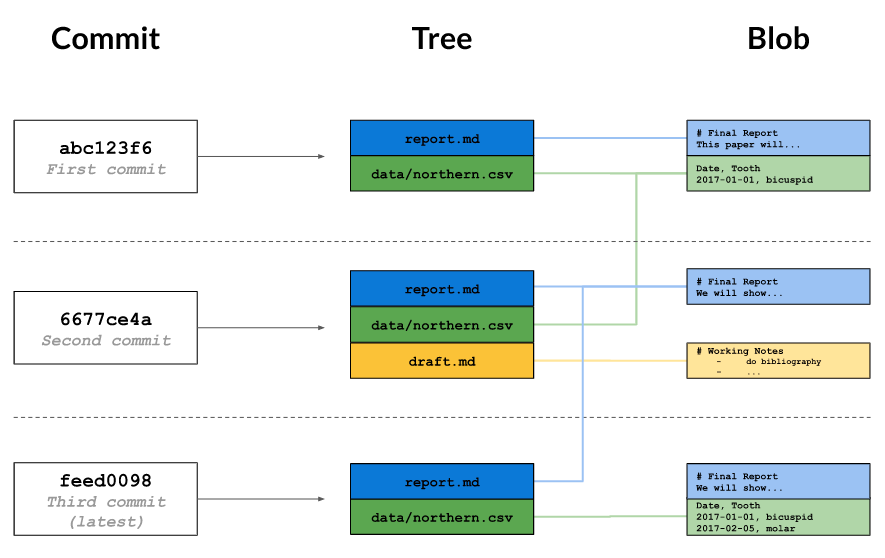 Commit Tree Blob
abc123f6
First commit
report.md
data/northern.csv
# Final Report
This paper will...
Date, Tooth
2017-01-01, bicuspid
6677ce4a
Second commit
report.md
data/northern.csv
draft.md
# Final Report
We will show...
# Working Notes
- do bibliography
- ...
feed0098
Third commit
(latest)
report.md
data/northern.csv
# Final Report
We will show...
Date, Tooth
2017-01-01, bicuspid
2017-02-05, molar